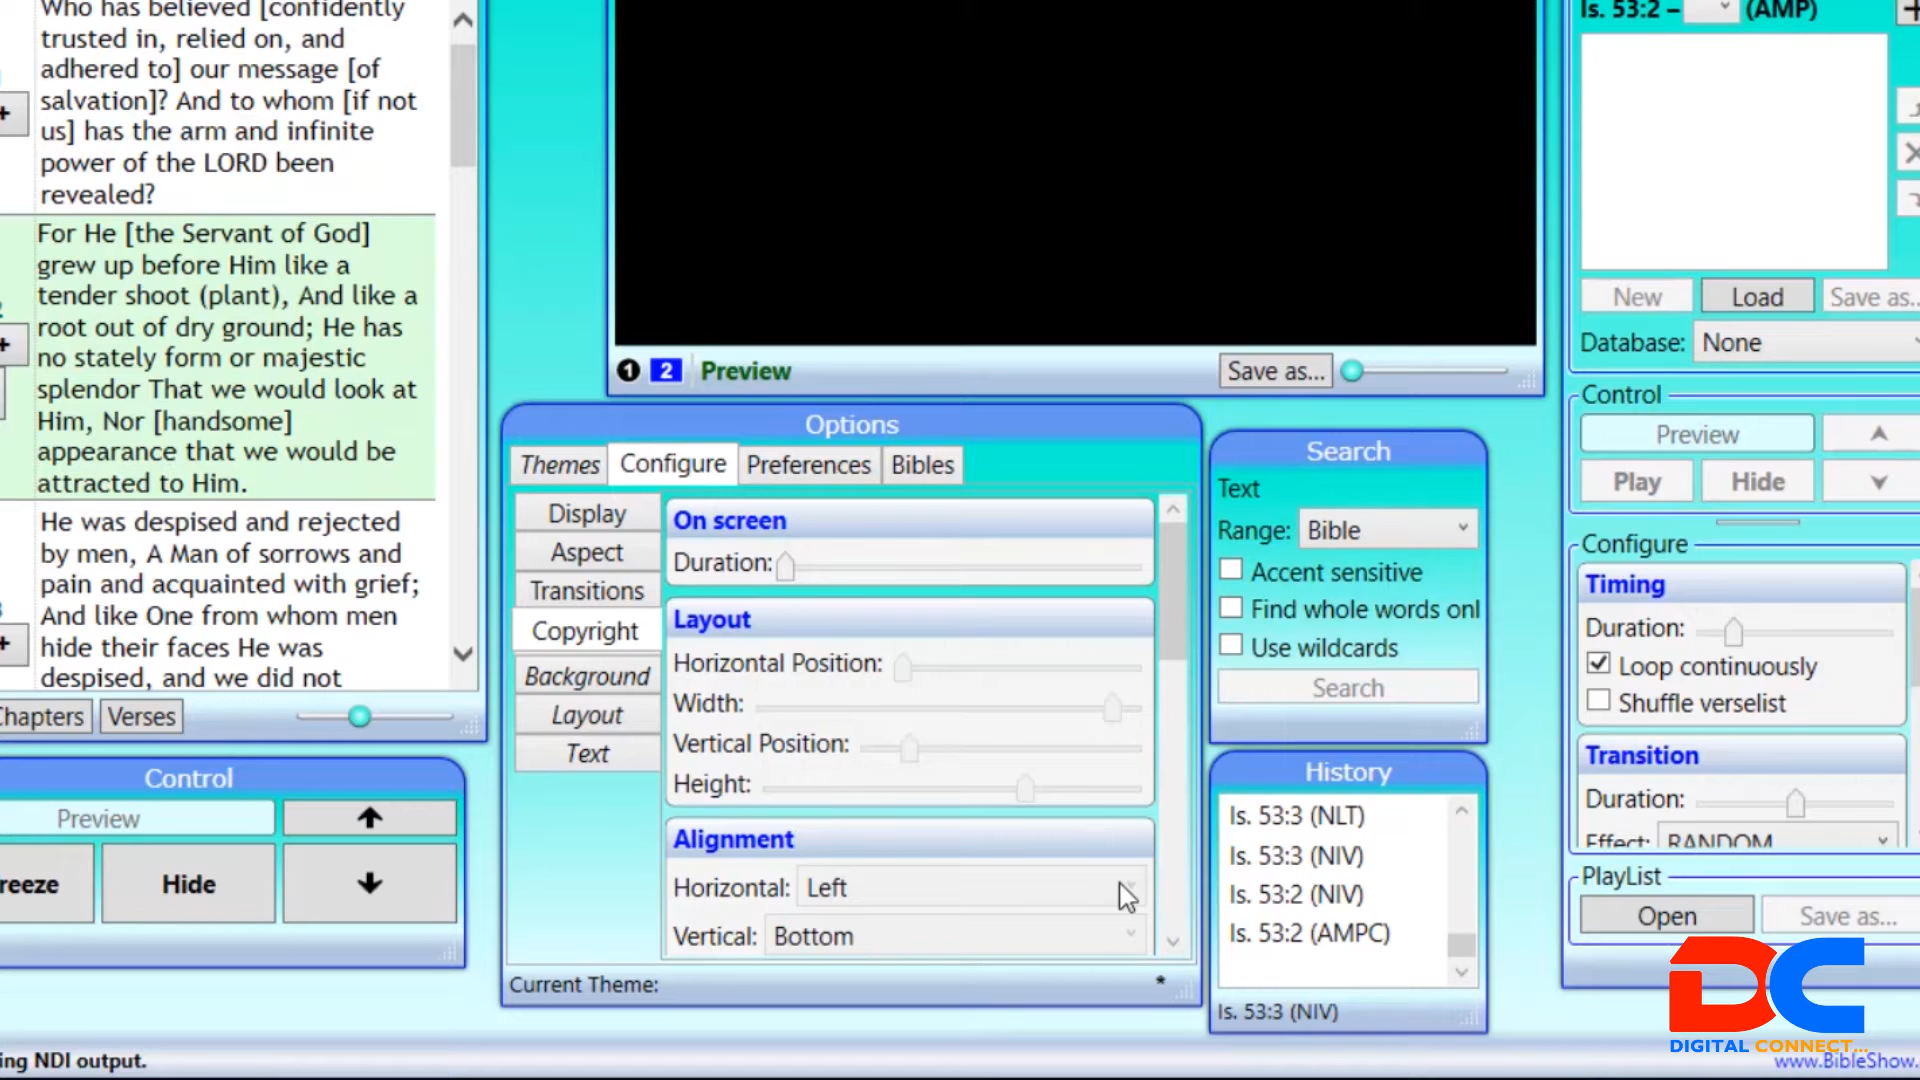 Who has believed [confidently
trusted in, relied on, and
adhered to] our message [of
salvation]? And to whom [if not
us] has the arm and infinite
power of the LORD been
revealed?
For He [the Servant of God]
grew up before Him like a
tender shoot (plant), And like a
root out of dry ground; He has
no stately form or majestic
splendor That we would look at
Him, Nor [handsome]
appearance that we would be
attracted to Him.
He was despised and rejected
by men, A Man of sorrows and
pain and acquainted with grief;
And like One from whom men
hide their faces He was
despised, and we did not
+
+
+
Chapters
Verses
Control
Preview
reeze
Hide
1 2 Preview
Save as...
Options
Themes
Configure
Preferences
Bibles
Display
Aspect
Transitions
Copyright
Background
Layout
Text
On screen
Duration:
Layout
Horizontal Position:
Width:
Vertical Position:
Height:
Alignment
Horizontal: Left
Vertical: Bottom
Current Theme:
*
Search
Text
Range: Bible
Accent sensitive
Find whole words onl
Use wildcards
Search
History
Is. 53:3 (NLT)
Is. 53:3 (NIV)
Is. 53:2 (NIV)
Is. 53:2 (AMPC)
Is. 53:3 (NIV)
Is. 53:2 – (AMP)
New
Load
Save as..
Database: None
Control
Preview
Play
Hide
Configure
Timing
Duration:
Loop continuously
Shuffle verselist
Transition
Duration:
Effect: RANDOM
PlayList
Open
Save as...
DC
DIGITAL CONNECT...
www.BibleShow.
ing NDI output.